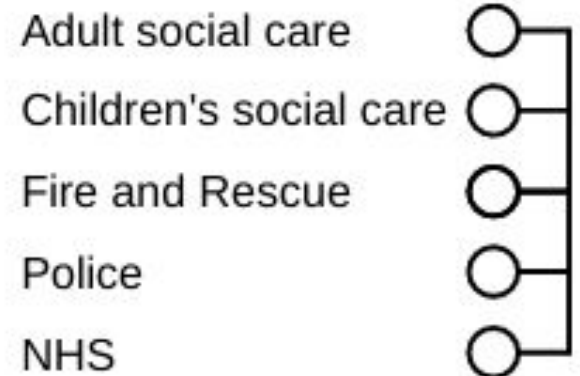 Adult social care
Children's social care
Fire and Rescue
Police
NHS